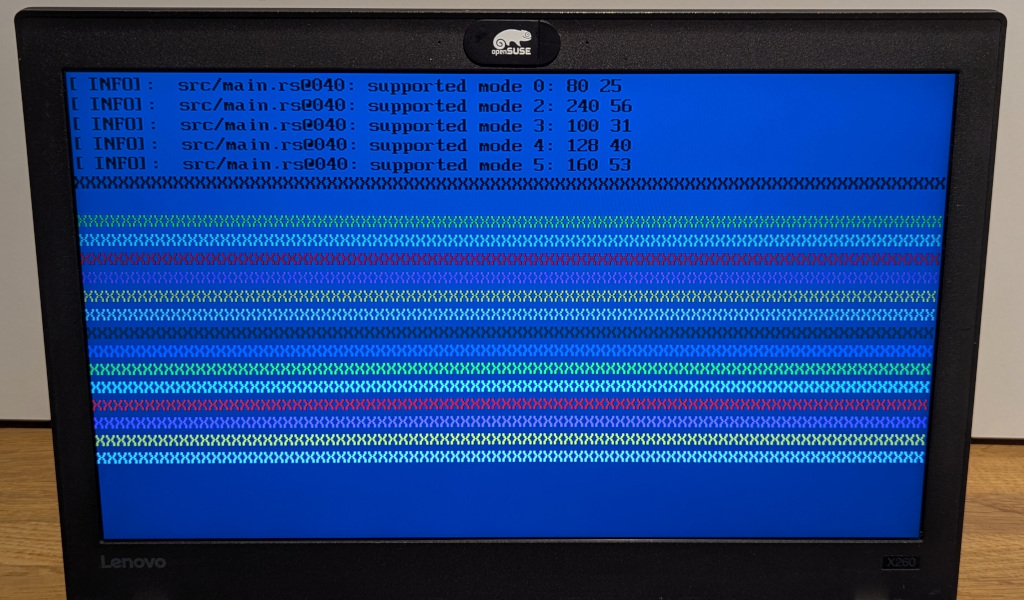 openSUSE
[ INFO]:  src/main.rs@040: supported mode 0: 80 25
[ INFO]:  src/main.rs@040: supported mode 2: 240 56
[ INFO]:  src/main.rs@040: supported mode 3: 100 31
[ INFO]:  src/main.rs@040: supported mode 4: 128 40
[ INFO]:  src/main.rs@040: supported mode 5: 160 53
Lenovo
X260